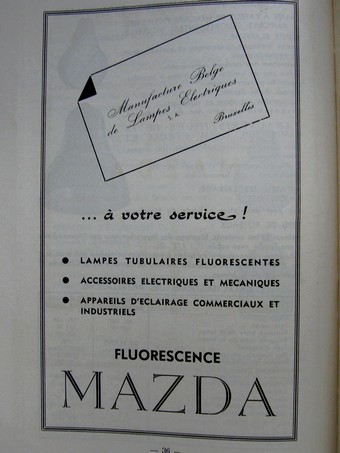 Manufacture Belge
de Lampes Electriques
S.A.
Bruxelles
... à votre service !
● LAMPES TUBULAIRES FLUORESCENTES
● ACCESSOIRES ELECTRIQUES ET MECANIQUES
● APPAREILS D'ECLAIRAGE COMMERCIAUX ET
INDUSTRIELS
FLUORESCENCE
MAZDA
— 36 —